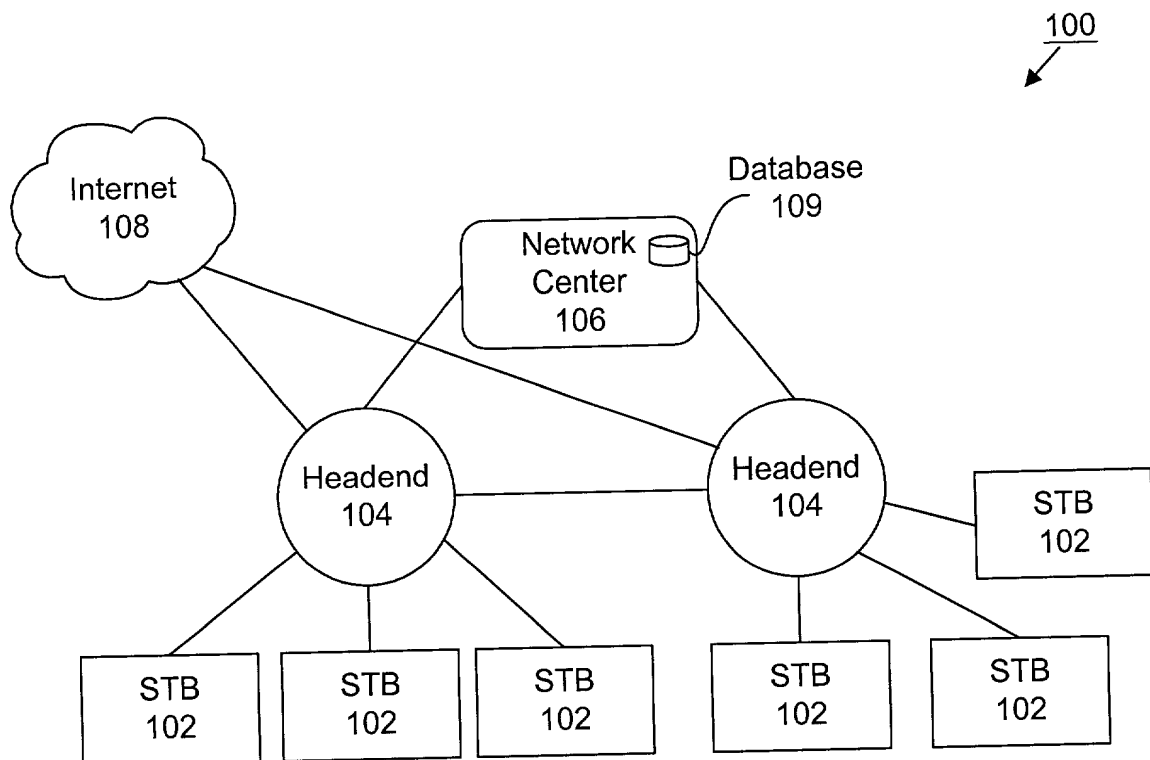 100
Internet
108
Database
109
Network
Center
106
Headend
104
Headend
104
STB
102
STB
102
STB
102
STB
102
STB
102
STB
102